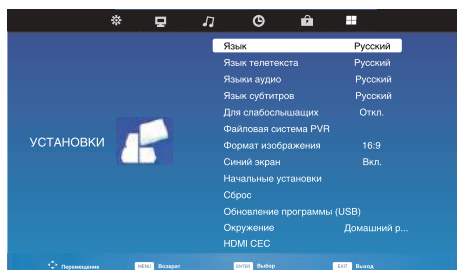 Язык Русский
Язык телетекста Русский
Языки аудио Русский
Язык субтитров Русский
Для слабослышащих Откл.
Файловая система PVR
УСТАНОВКИ
Формат изображения 16:9
Синий экран Вкл.
Начальные установки
Сброс
Обновление программы (USB)
Окружение Домашний р...
HDMI CEC
Перемещение MENU Возврат ENTER Выбор EXIT Выход